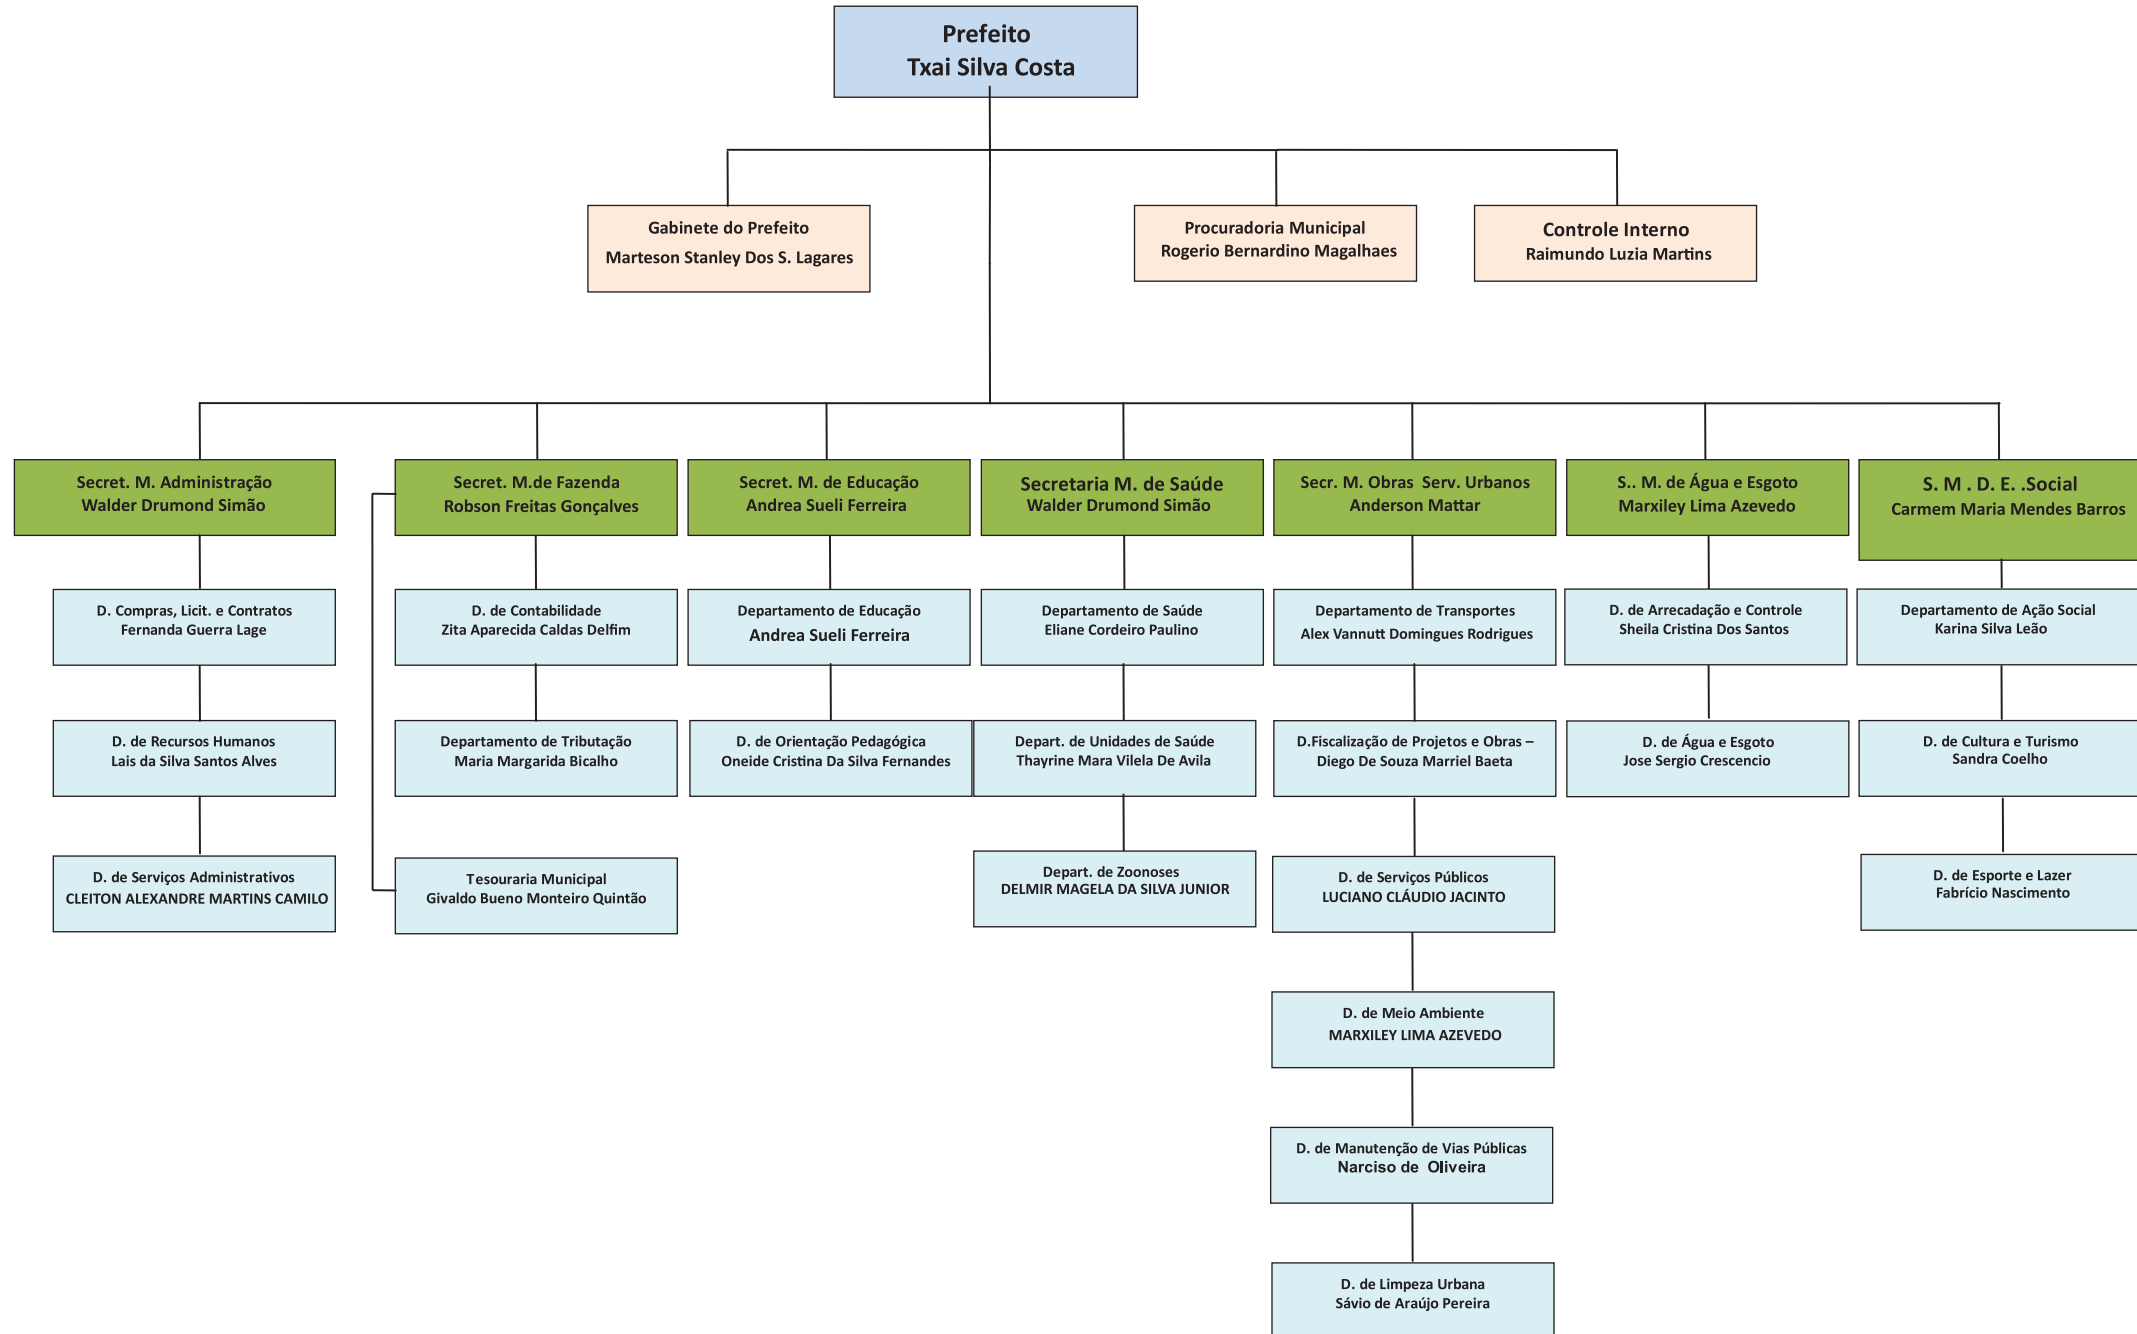 Prefeito
Txai Silva Costa
Gabinete do Prefeito
Marteson Stanley Dos S. Lagares
Procuradoria Municipal
Rogerio Bernardino Magalhaes
Controle Interno
Raimundo Luzia Martins
Secret. M. Administração
Walder Drumond Simão
Secret. M.de Fazenda
Robson Freitas Gonçalves
Secret. M. de Educação
Andrea Sueli Ferreira
Secretaria M. de Saúde
Walder Drumond Simão
Secr. M. Obras Serv. Urbanos
Anderson Mattar
S.. M. de Água e Esgoto
Marxiley Lima Azevedo
S. M . D. E. .Social
Carmem Maria Mendes Barros
D. Compras, Licit. e Contratos
Fernanda Guerra Lage
D. de Contabilidade
Zita Aparecida Caldas Delfim
Departamento de Educação
Andrea Sueli Ferreira
Departamento de Saúde
Eliane Cordeiro Paulino
Departamento de Transportes
Alex Vannutt Domingues Rodrigues
D. de Arrecadação e Controle
Sheila Cristina Dos Santos
Departamento de Ação Social
Karina Silva Leão
D. de Recursos Humanos
Lais da Silva Santos Alves
Departamento de Tributação
Maria Margarida Bicalho
D. de Orientação Pedagógica
Oneide Cristina Da Silva Fernandes
Depart. de Unidades de Saúde
Thayrine Mara Vilela De Avila
D.Fiscalização de Projetos e Obras –
Diego De Souza Marriel Baeta
D. de Água e Esgoto
Jose Sergio Crescencio
D. de Cultura e Turismo
Sandra Coelho
D. de Serviços Administrativos
CLEITON ALEXANDRE MARTINS CAMILO
Tesouraria Municipal
Givaldo Bueno Monteiro Quintão
Depart. de Zoonoses
DELMIR MAGELA DA SILVA JUNIOR
D. de Serviços Públicos
LUCIANO CLÁUDIO JACINTO
D. de Esporte e Lazer
Fabrício Nascimento
D. de Meio Ambiente
MARXILEY LIMA AZEVEDO
D. de Manutenção de Vias Públicas
Narciso de Oliveira
D. de Limpeza Urbana
Sávio de Araújo Pereira